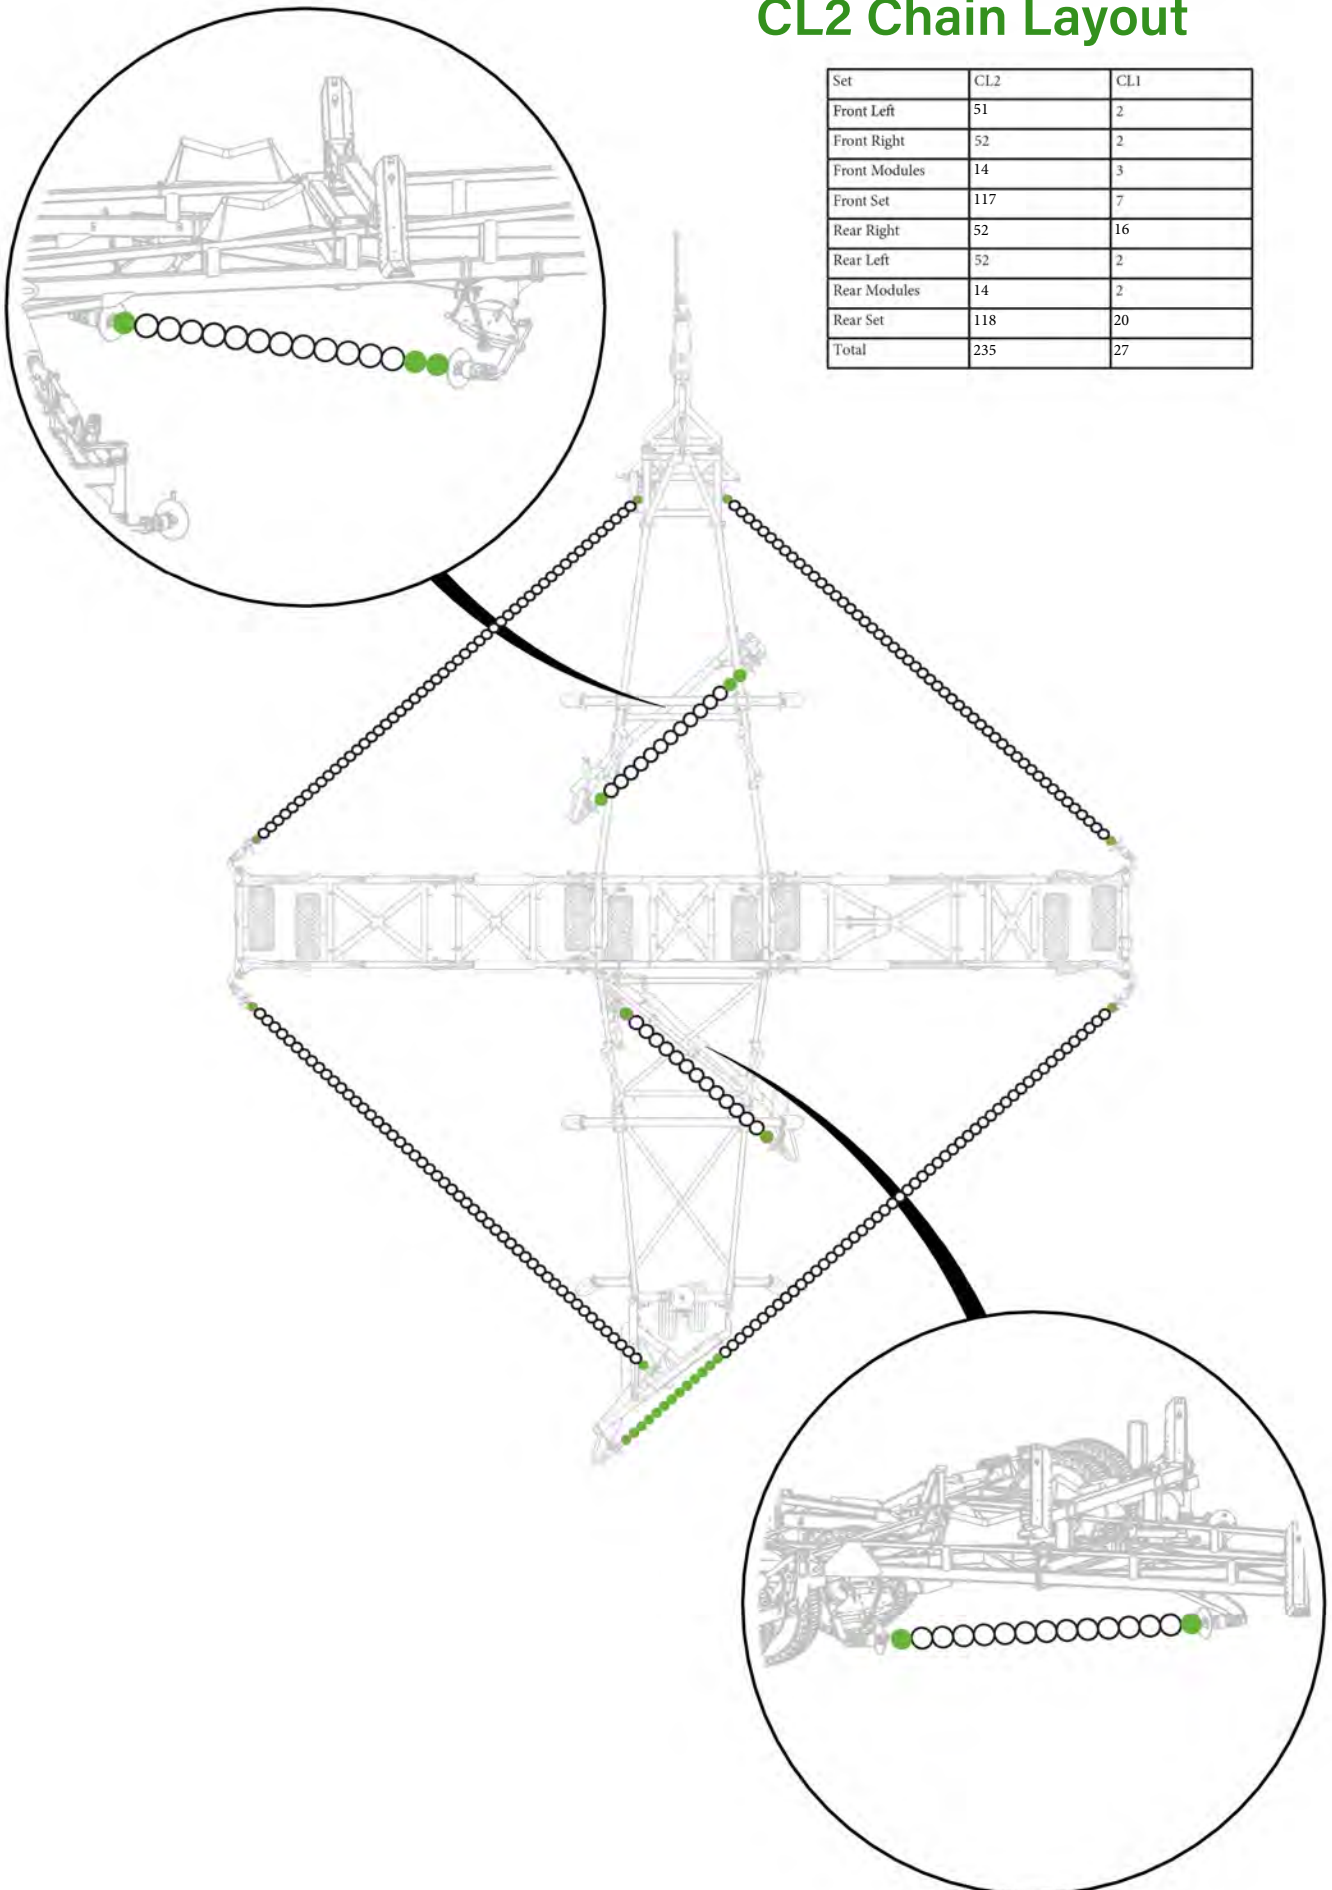 CL2 Chain Layout
Set CL2 CL1
Front Left 51 2
Front Right 52 2
Front Modules 14 3
Front Set 117 7
Rear Right 52 16
Rear Left 52 2
Rear Modules 14 2
Rear Set 118 20
Total 235 27